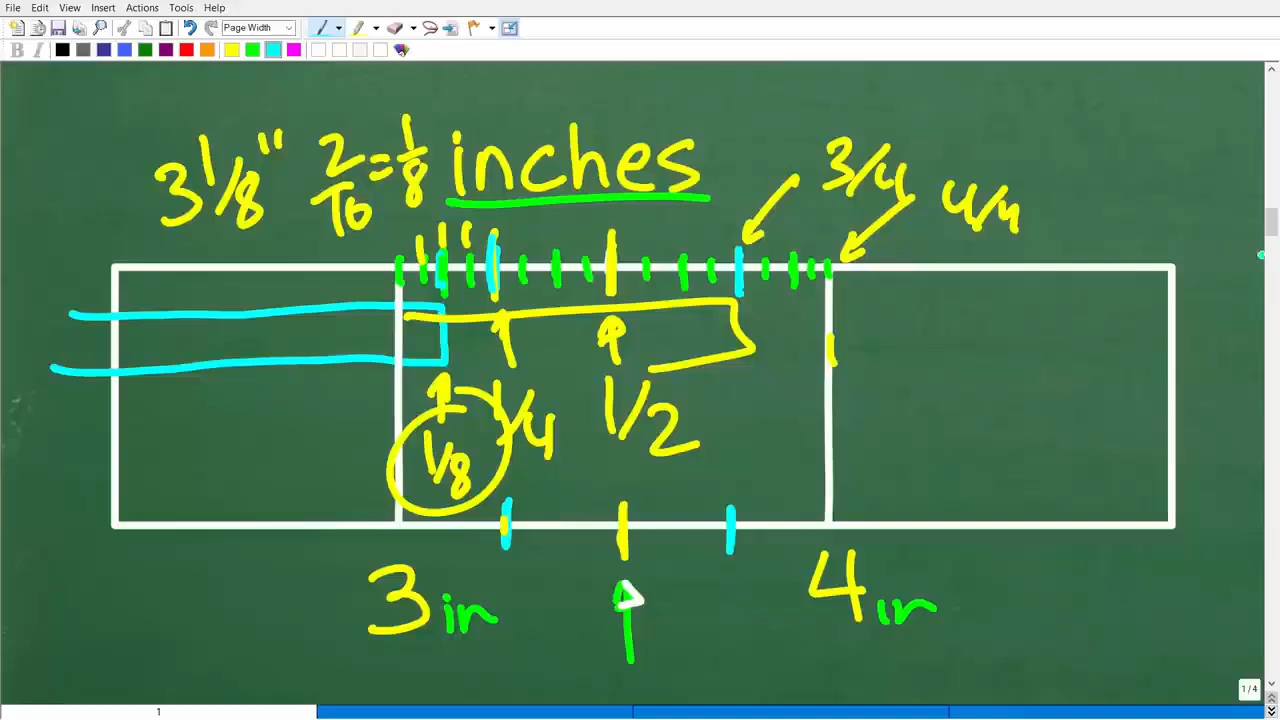 File Edit View Insert Actions Tools Help
Page Width
B I
3 1/8" 2/16 = 1/8 inches 3/4 4/4
1/8 1/4 1/2
3 in 4 in
1/4
1